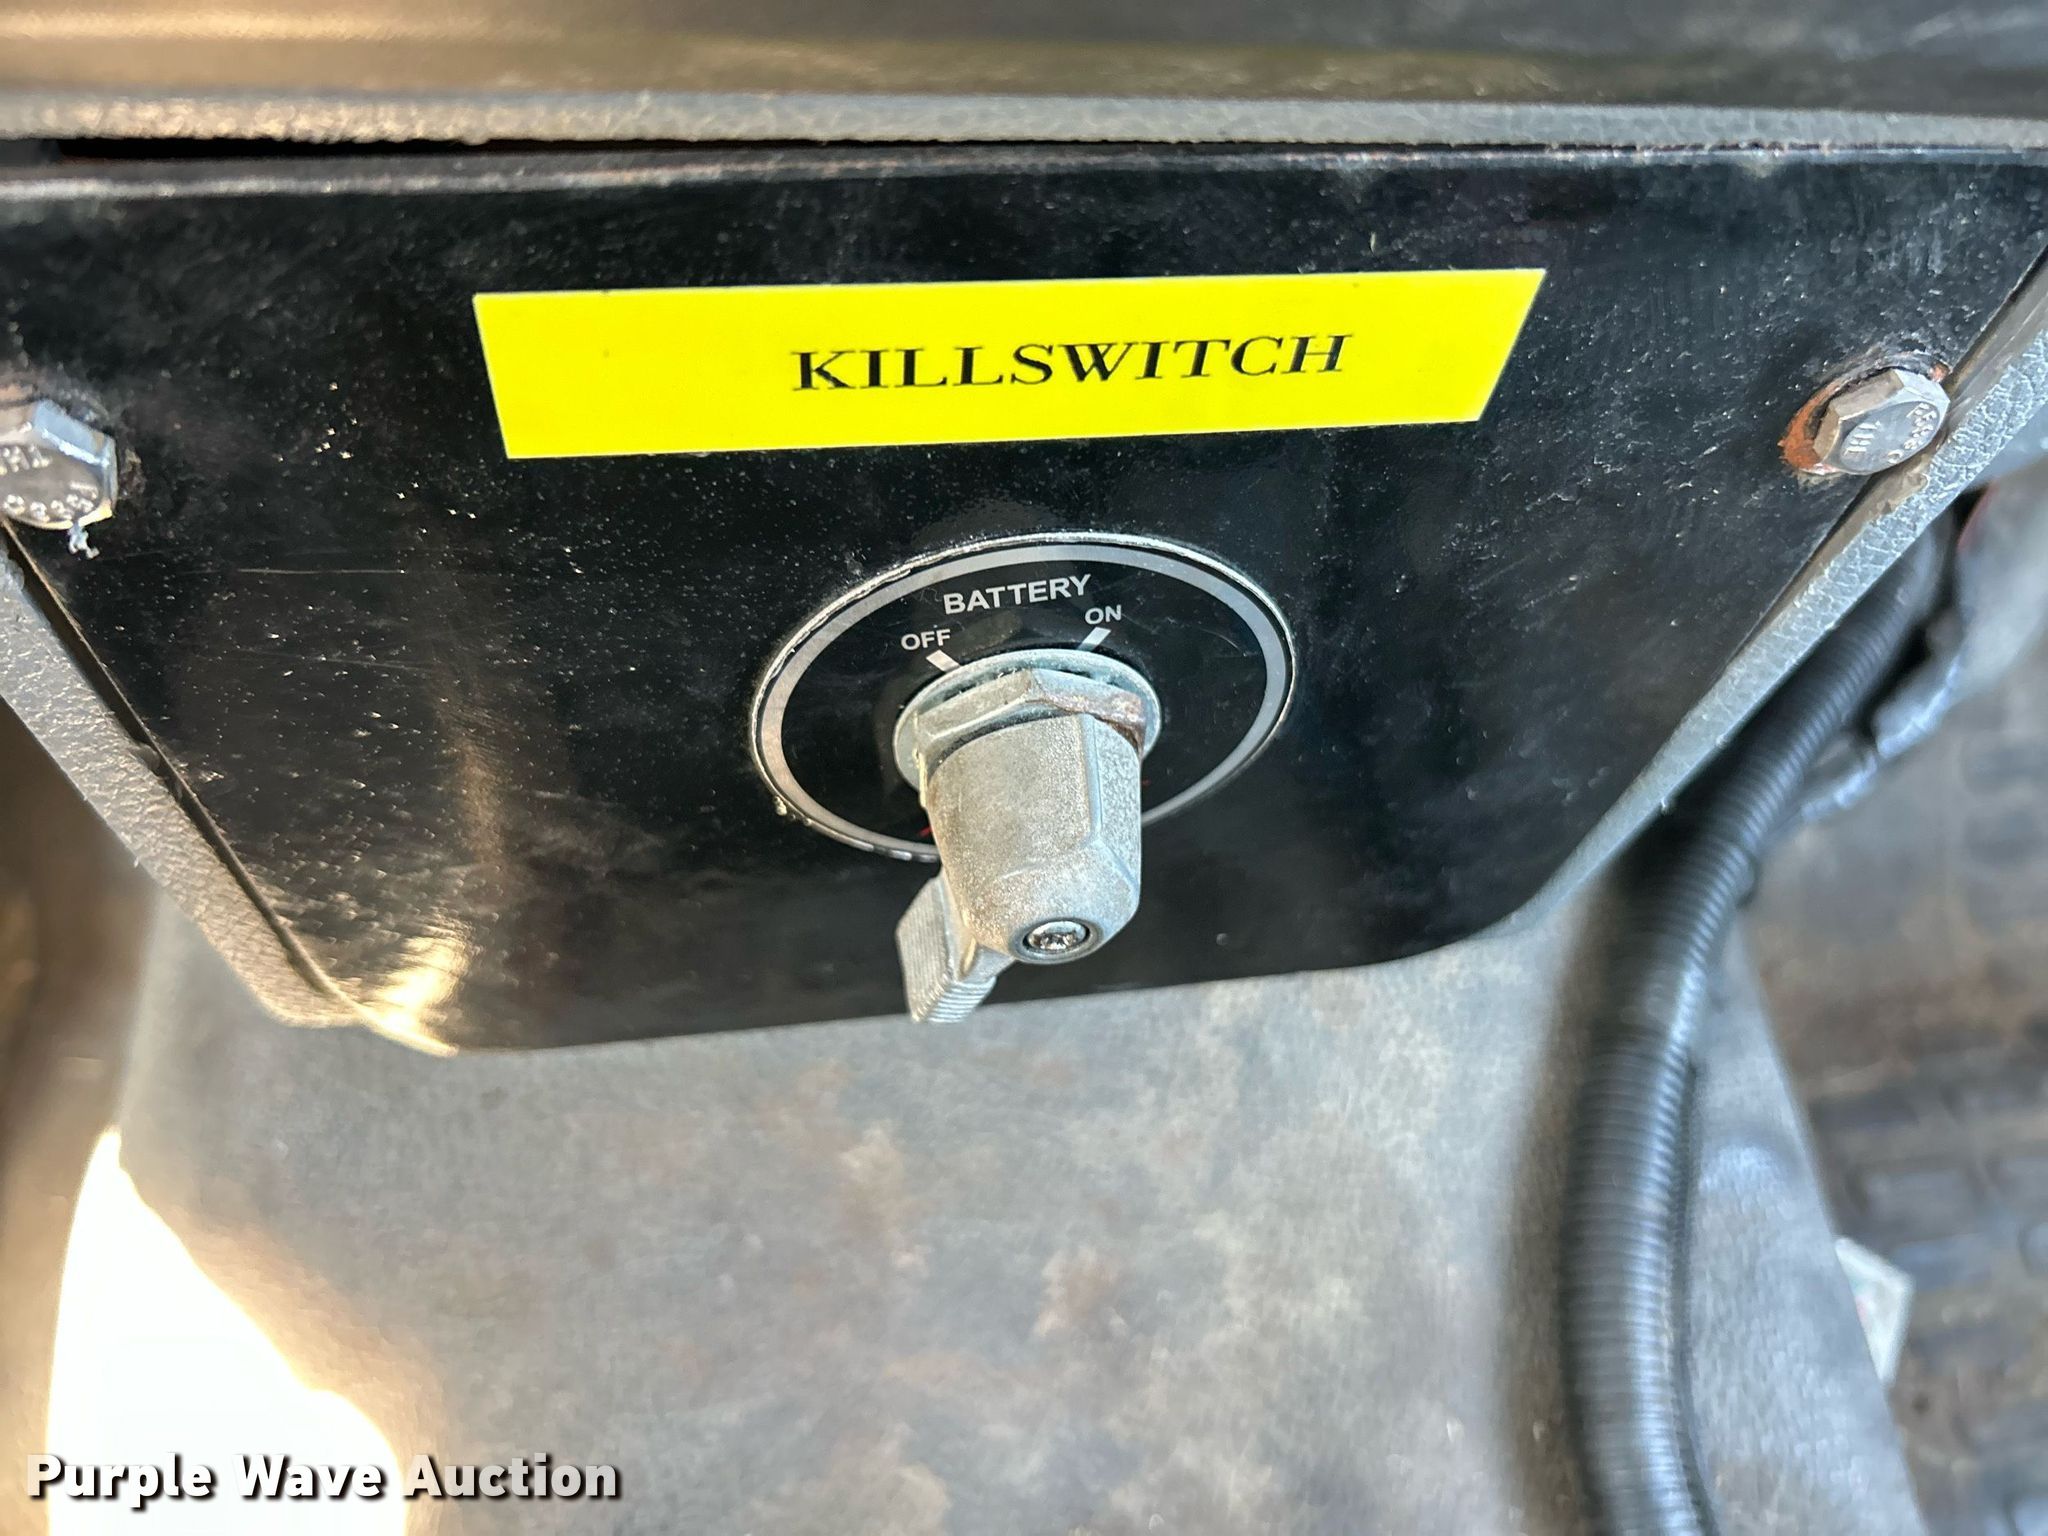 KILLSWITCH
BATTERY
OFF
ON
Purple Wave Auction